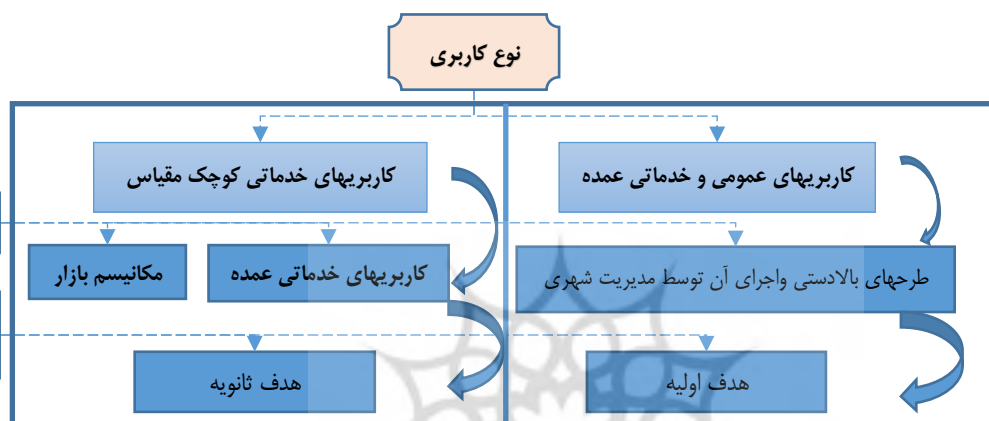 نوع کاربری
کاربریهای عمومی و خدماتی عمده
کاربریهای خدماتی کوچک مقیاس
طرحهای بالادستی واجرای آن توسط مدیریت شهری
کاربریهای خدماتی عمده
مکانیسم بازار
هدف اولیه
هدف ثانویه